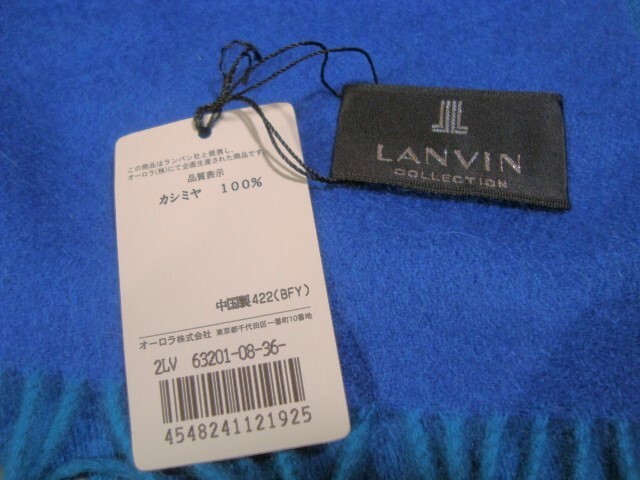 この商品はランバン社と提携し、
オーロラ(株)にて企画生産された商品です。
品質表示
カシミヤ 100%
中国製422(BFY)
オーロラ株式会社 東京都千代田区一番町10番地
2LV 63201-08-36-
4548241121925
LANVIN
COLLECTION